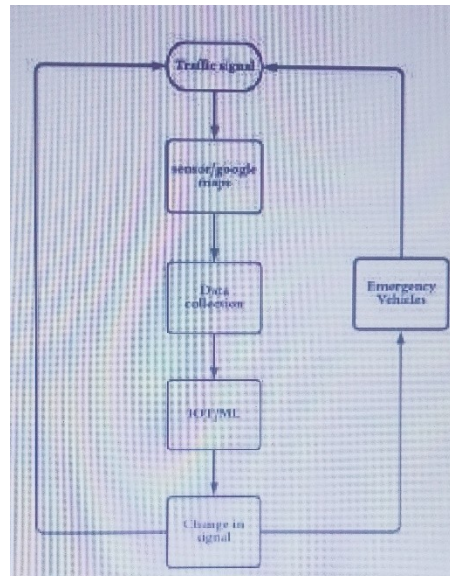 Traffic signal
sensor/google
maps
Data
collection
Emergency
Vehicles
IOT/ML
Change in
signal